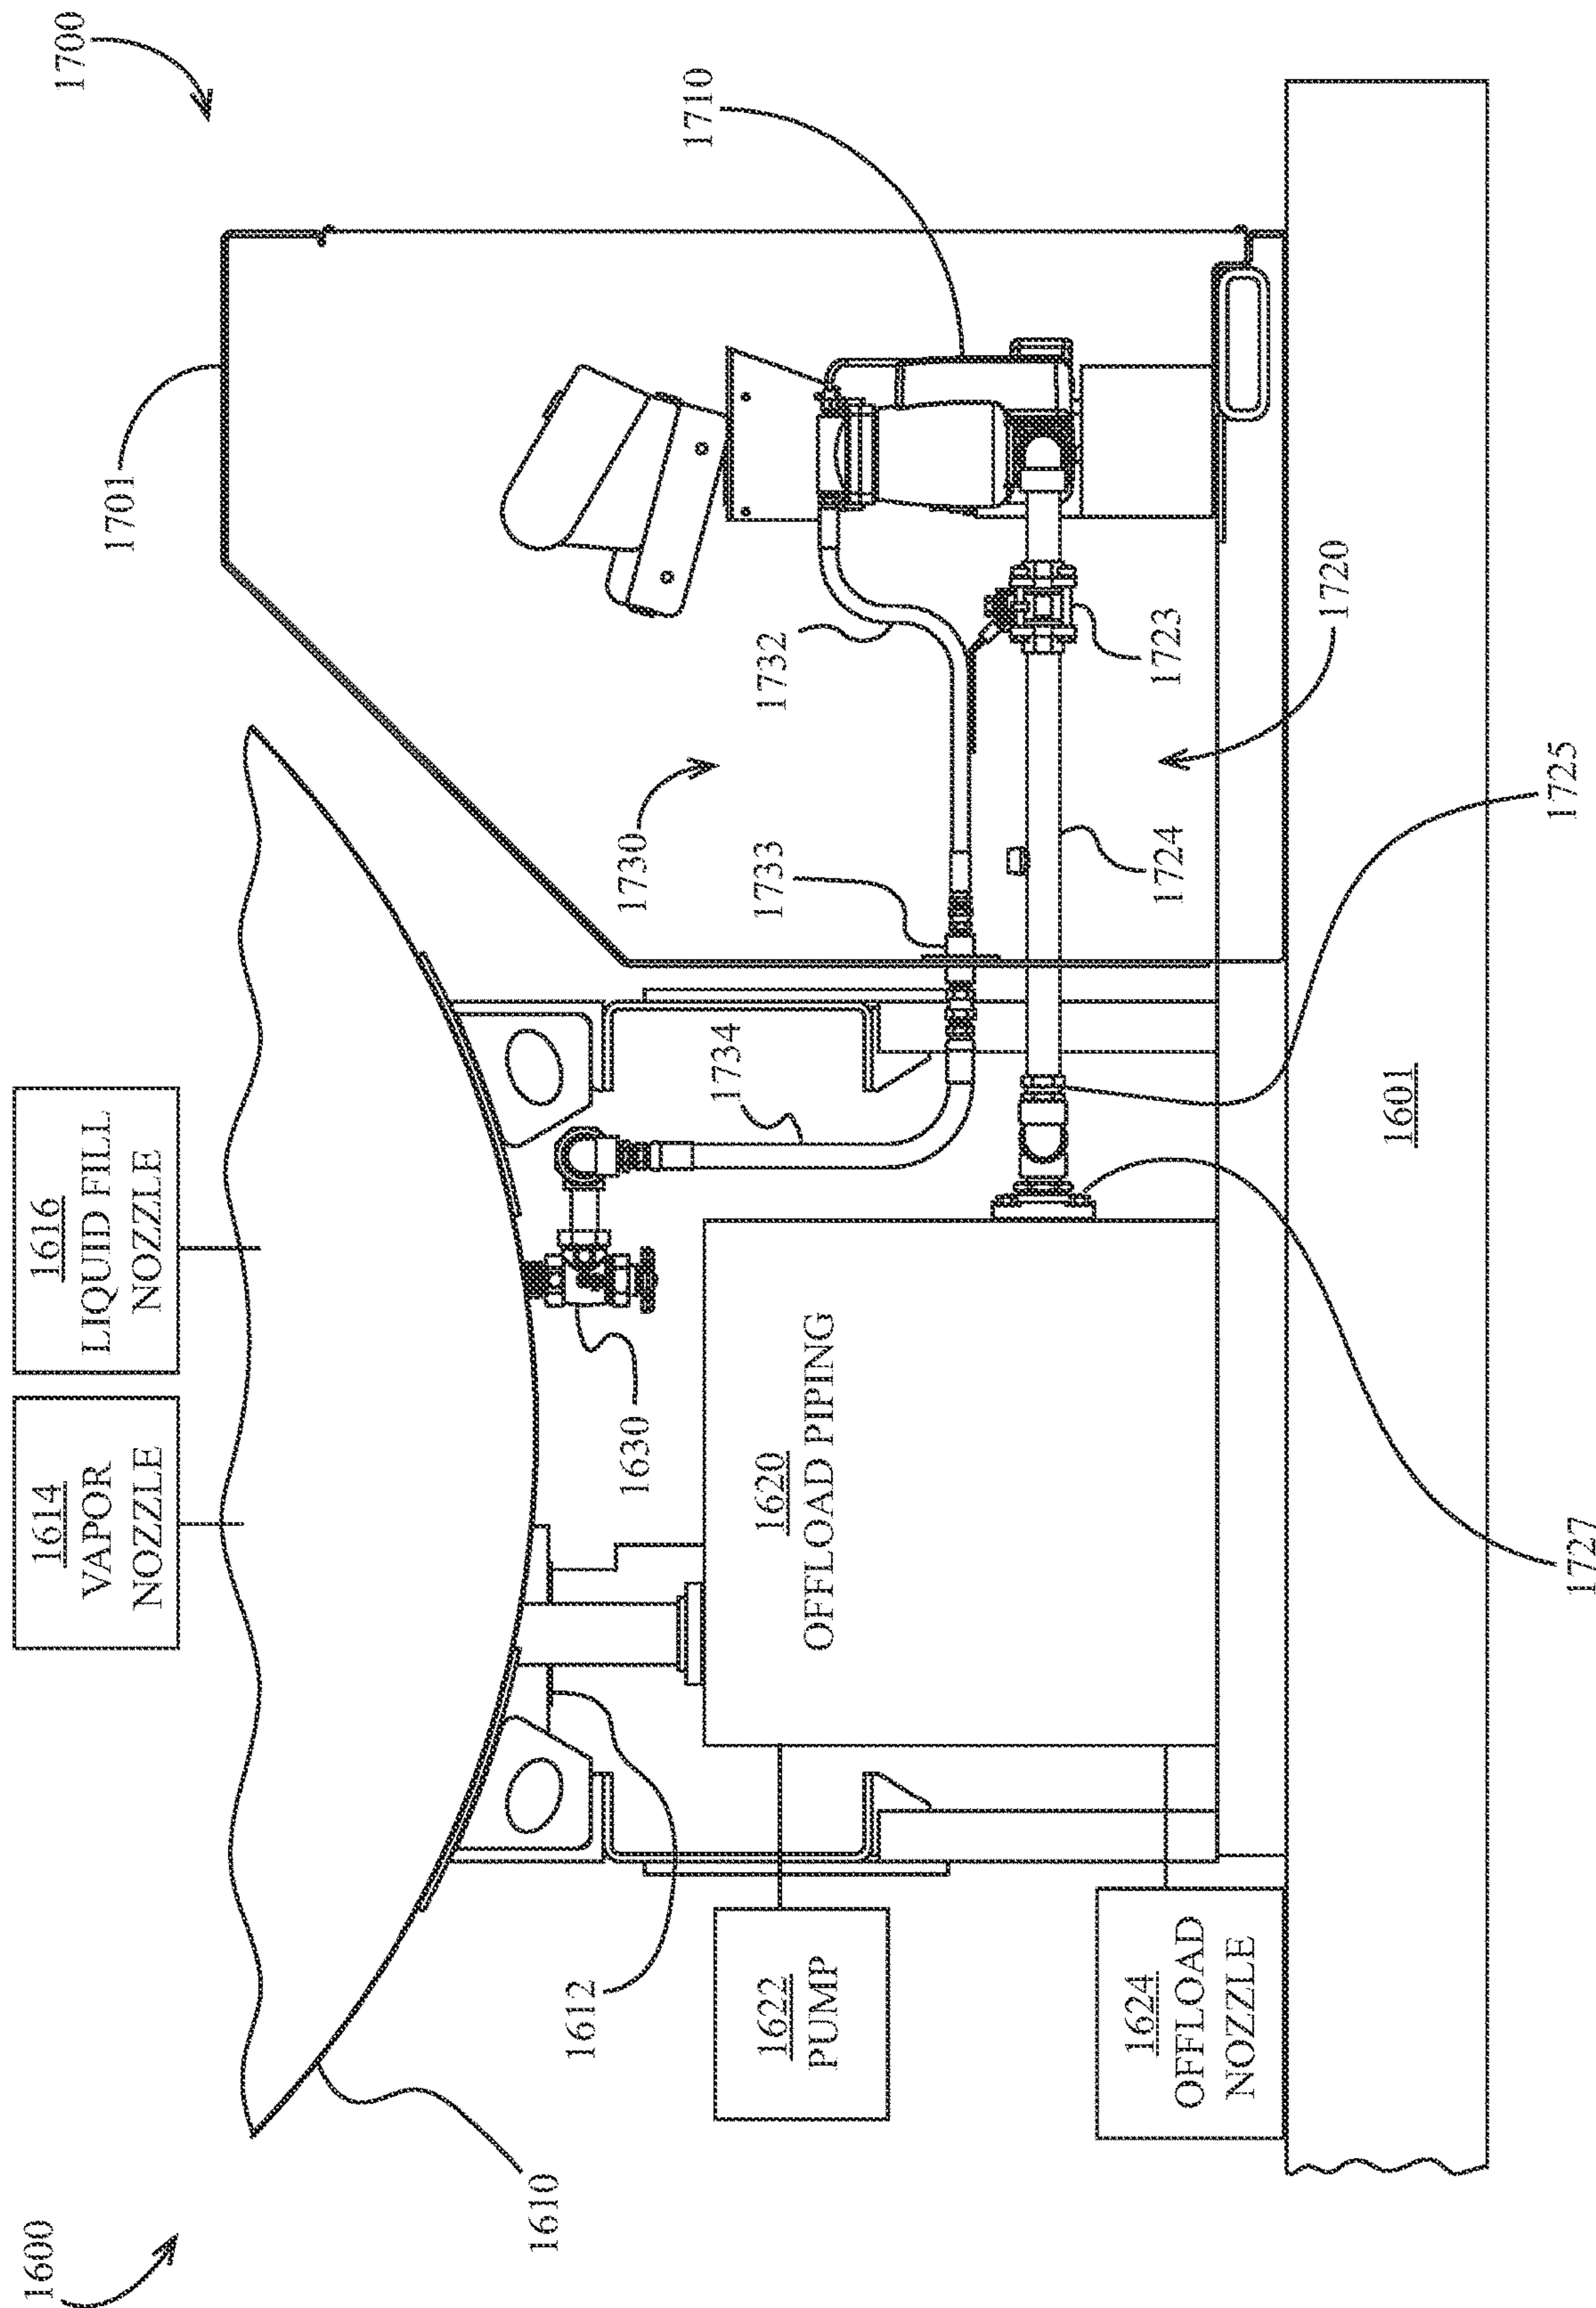 1600
1700
1614
VAPOR
NOZZLE
1616
LIQUID FILL
NOZZLE
1701
1610
1612
1630
1734
1733
1730
1732
1710
1622
PUMP
1620
OFFLOAD PIPING
1624
OFFLOAD
NOZZLE
1724
1723
1720
1601
1727
1725